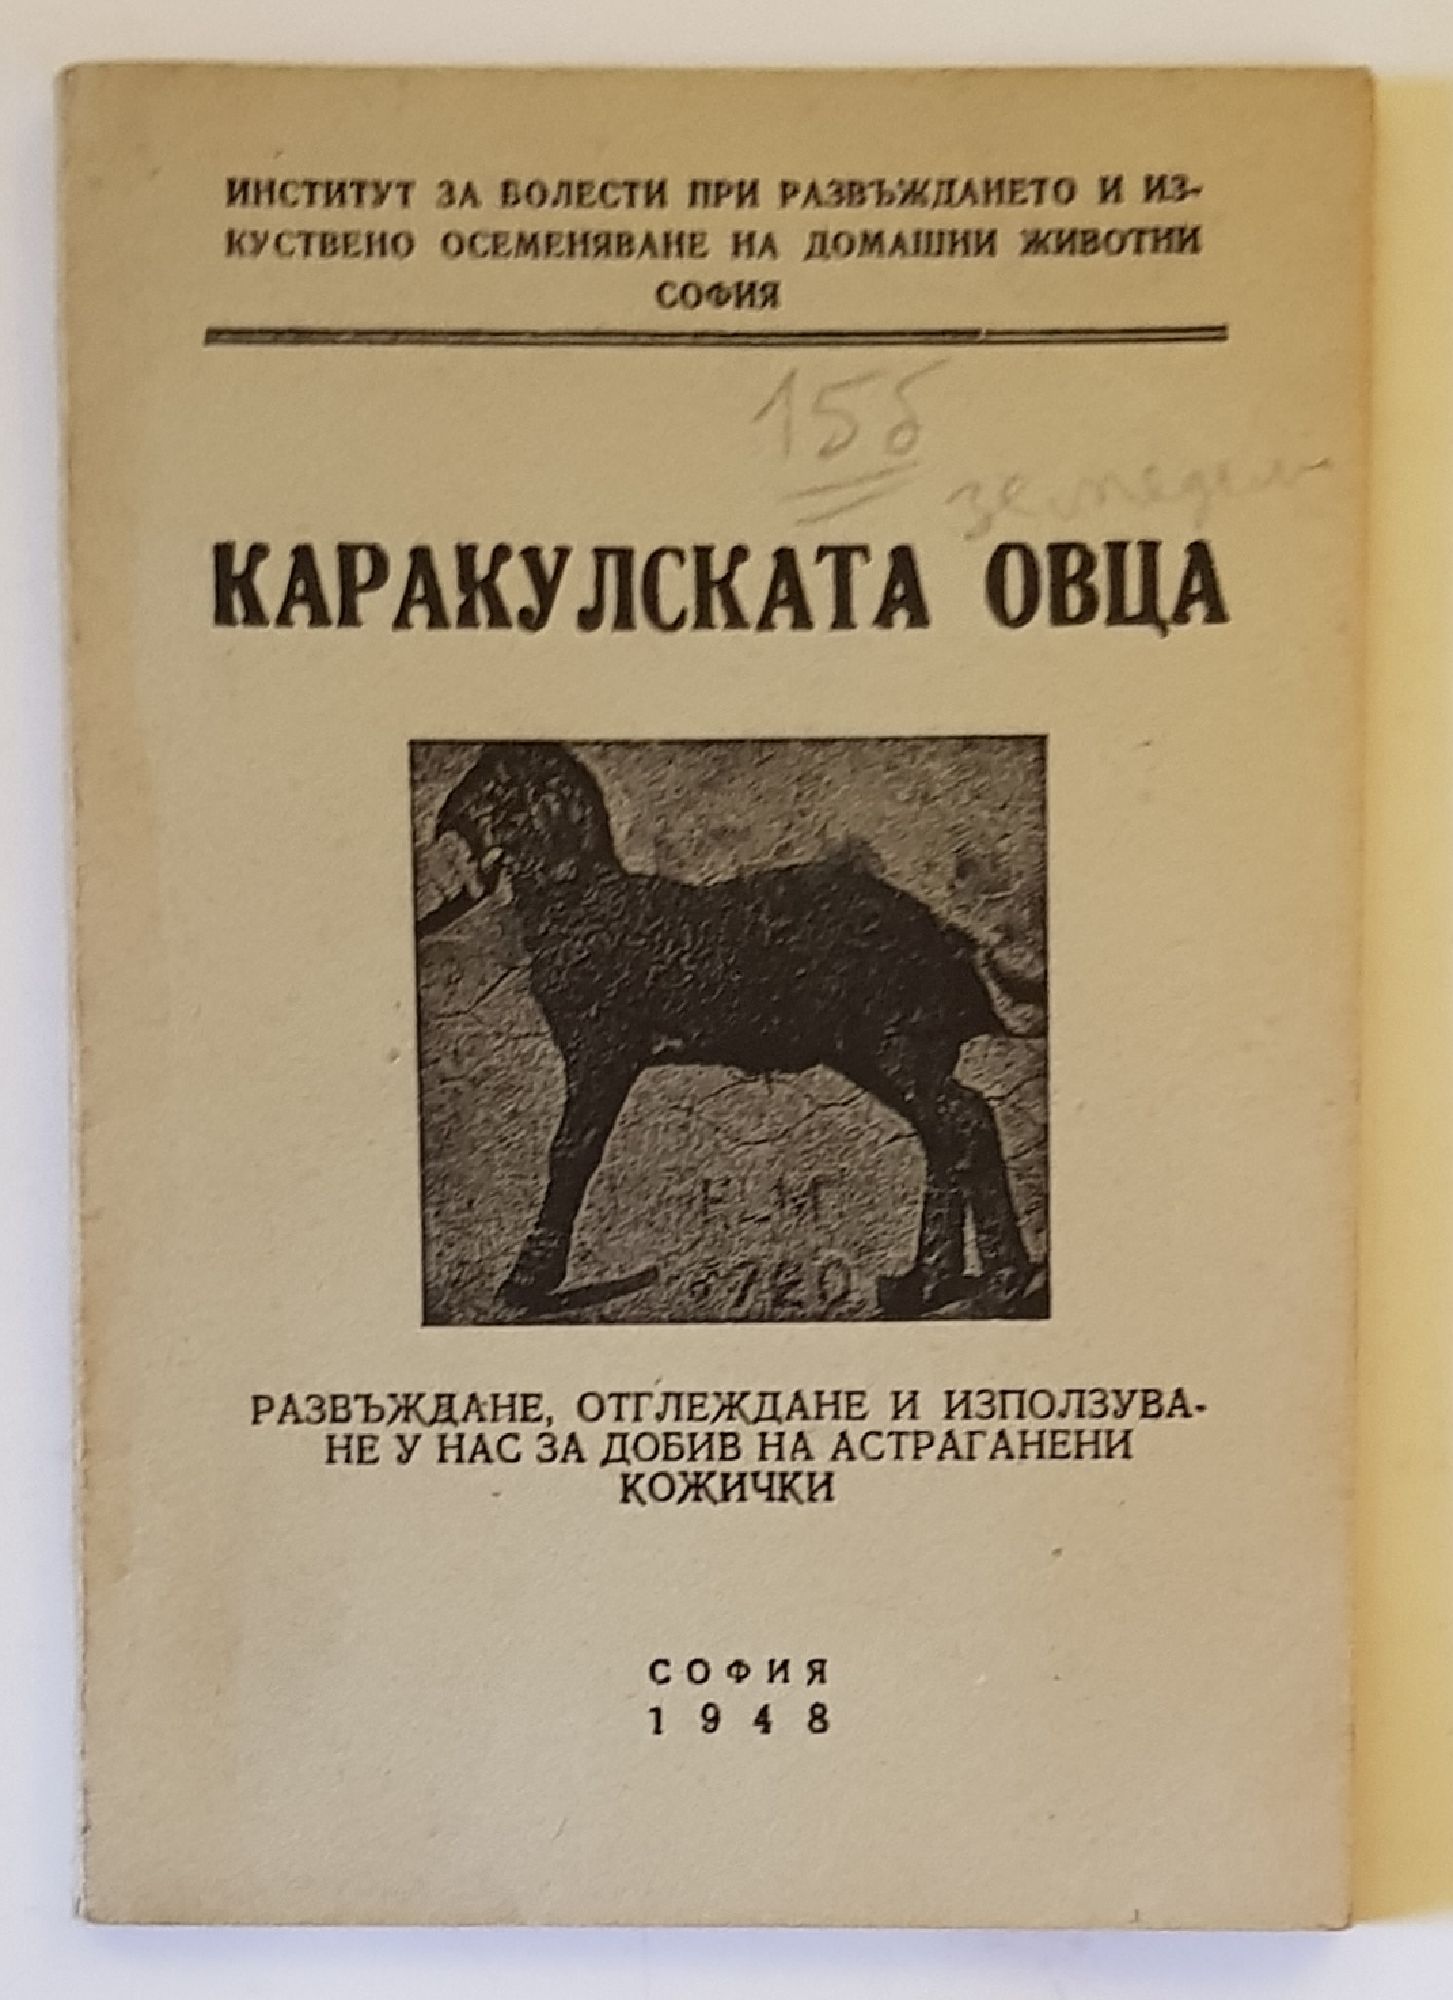 ИНСТИТУТ ЗА БОЛЕСТИ ПРИ РАЗВЪЖДАНЕТО И ИЗ-
КУСТВЕНО ОСЕМЕНЯВАНЕ НА ДОМАШНИ ЖИВОТНИ
СОФИЯ
КАРАКУЛСКАТА ОВЦА
РАЗВЪЖДАНЕ, ОТГЛЕЖДАНЕ И ИЗПОЛЗУВА-
НЕ У НАС ЗА ДОБИВ НА АСТРАГАНЕНИ
КОЖИЧКИ
СОФИЯ
1948